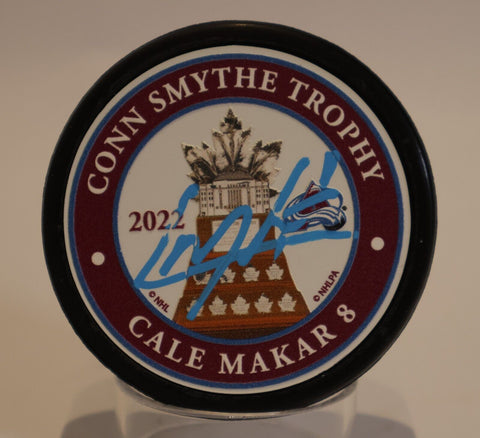 CONN SMYTHE TROPHY
2022
© NHL
© NHLPA
CALE MAKAR 8